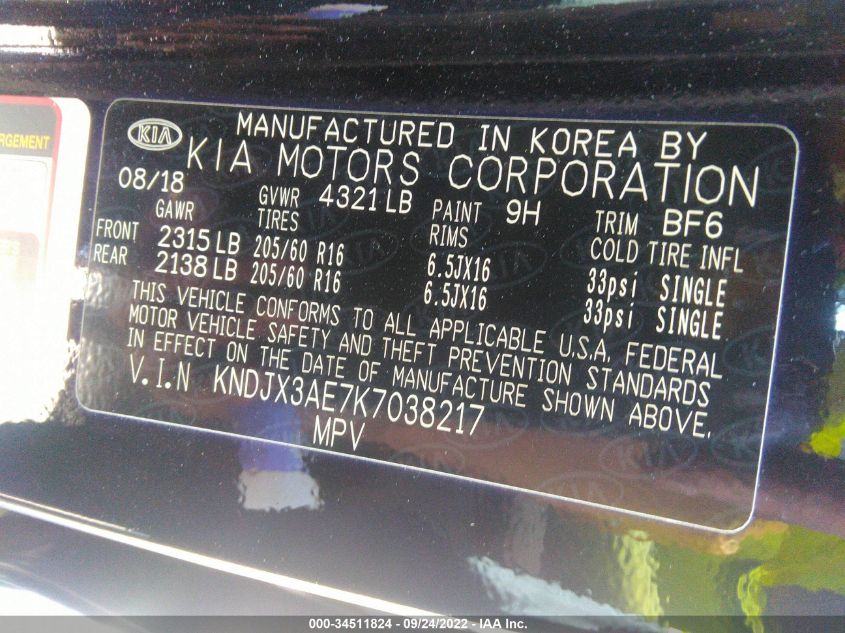 ARGEMENT
KIA
MANUFACTURED IN KOREA BY
KIA MOTORS CORPORATION
08/18 GVWR 4321 LB PAINT 9H TRIM BF6
GAWR TIRES RIMS COLD TIRE INFL
FRONT 2315 LB 205/60 R16 6.5JX16 33psi SINGLE
REAR 2138 LB 205/60 R16 6.5JX16 33psi SINGLE
THIS VEHICLE CONFORMS TO ALL APPLICABLE U.S.A. FEDERAL
MOTOR VEHICLE SAFETY AND THEFT PREVENTION STANDARDS
IN EFFECT ON THE DATE OF MANUFACTURE SHOWN ABOVE.
V.I.N KNDJX3AE7K7038217
MPV
000-34511824 - 09/24/2022 - IAA Inc.